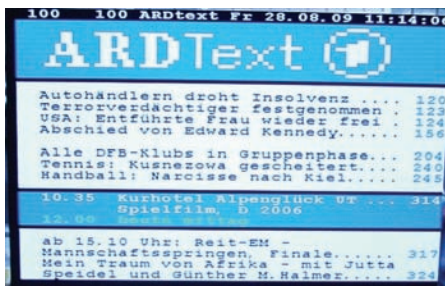 100 100 ARDtext Fr 28.08.09 11:14:00
ARDText 1
Autohändlern droht Insolvenz .... 120
Terrorverdächtiger festgenommen . 123
USA: Entführte Frau wieder frei . 124
Abschied von Edward Kennedy...... 156
Alle DFB-Klubs in Gruppenphase... 204
Tennis: Kusnezowa gescheitert.... 240
Handball: Narcisse nach Kiel..... 245
10.35 Kurhotel Alpenglück UT ... 314
Spielfilm, D 2006
12.00 heute mittag
ab 15.10 Uhr: Reit-EM -
Mannschaftsspringen, Finale...... 317
Mein Traum von Afrika - mit Jutta
Speidel und Günther M.Halmer..... 324